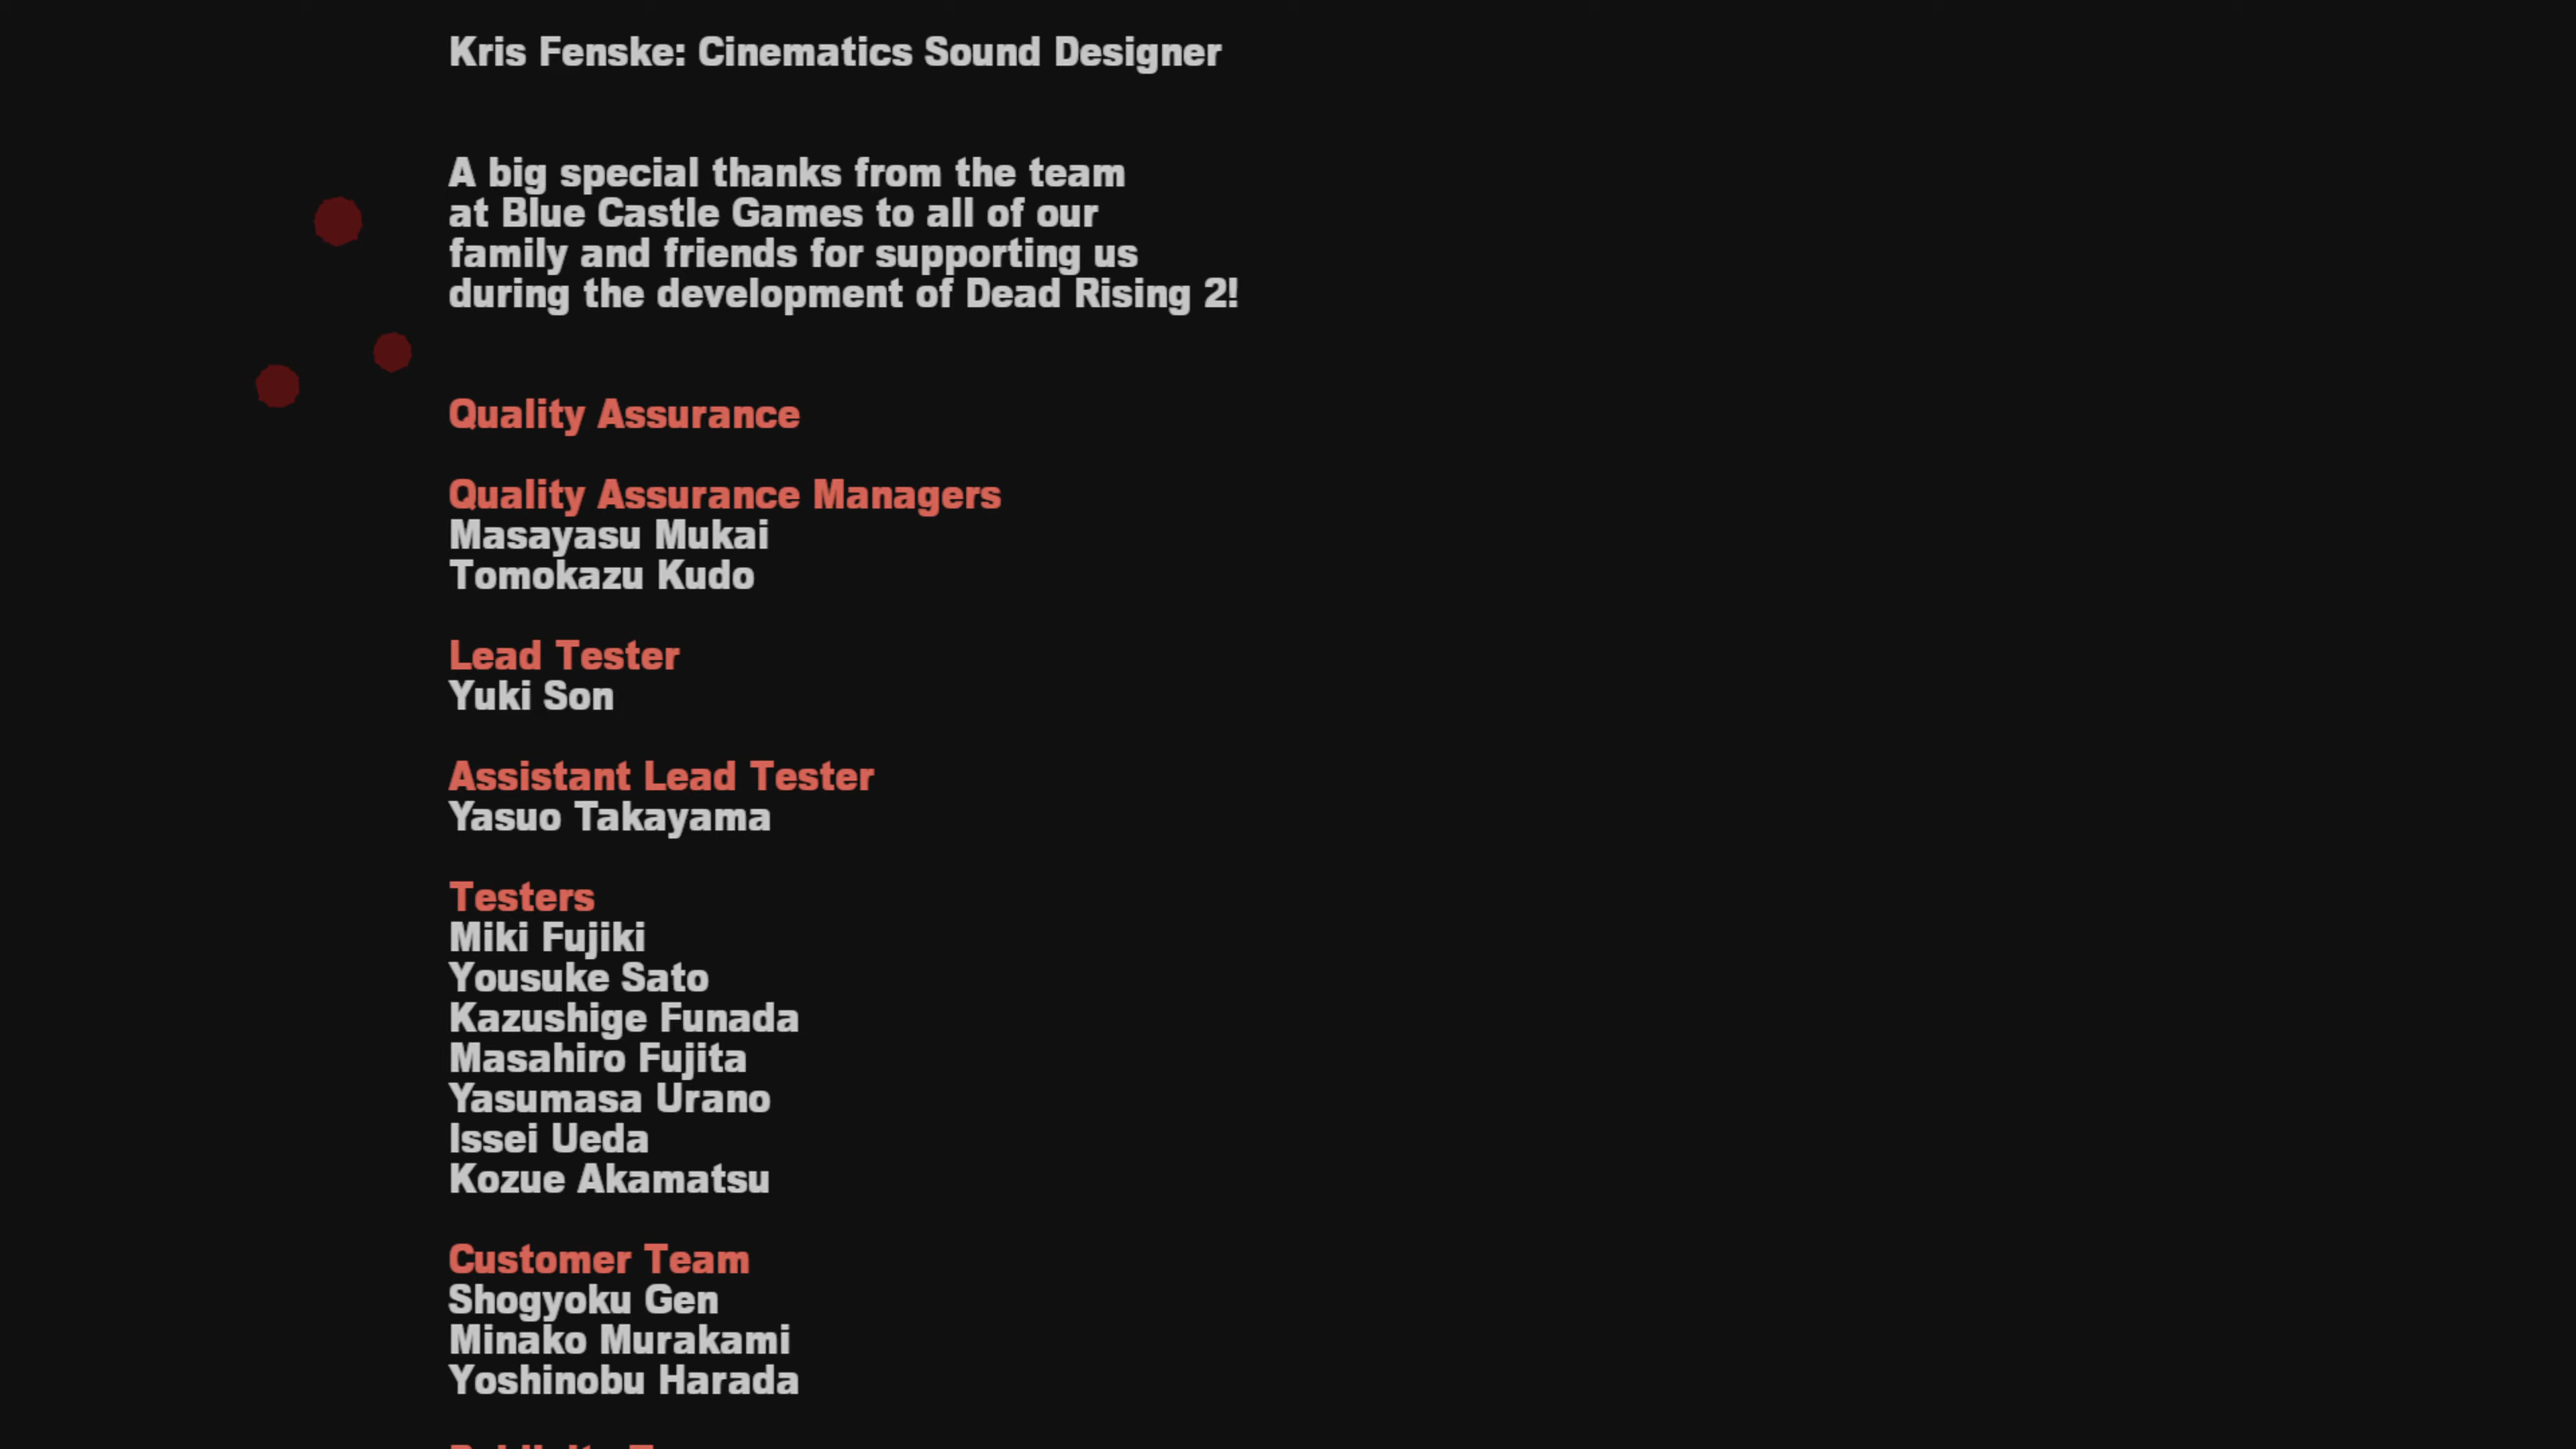 Kris Fenske: Cinematics Sound Designer
A big special thanks from the team
at Blue Castle Games to all of our
family and friends for supporting us
during the development of Dead Rising 2!
Quality Assurance
Quality Assurance Managers
Masayasu Mukai
Tomokazu Kudo
Lead Tester
Yuki Son
Assistant Lead Tester
Yasuo Takayama
Testers
Miki Fujiki
Yousuke Sato
Kazushige Funada
Masahiro Fujita
Yasumasa Urano
Issei Ueda
Kozue Akamatsu
Customer Team
Shogyoku Gen
Minako Murakami
Yoshinobu Harada